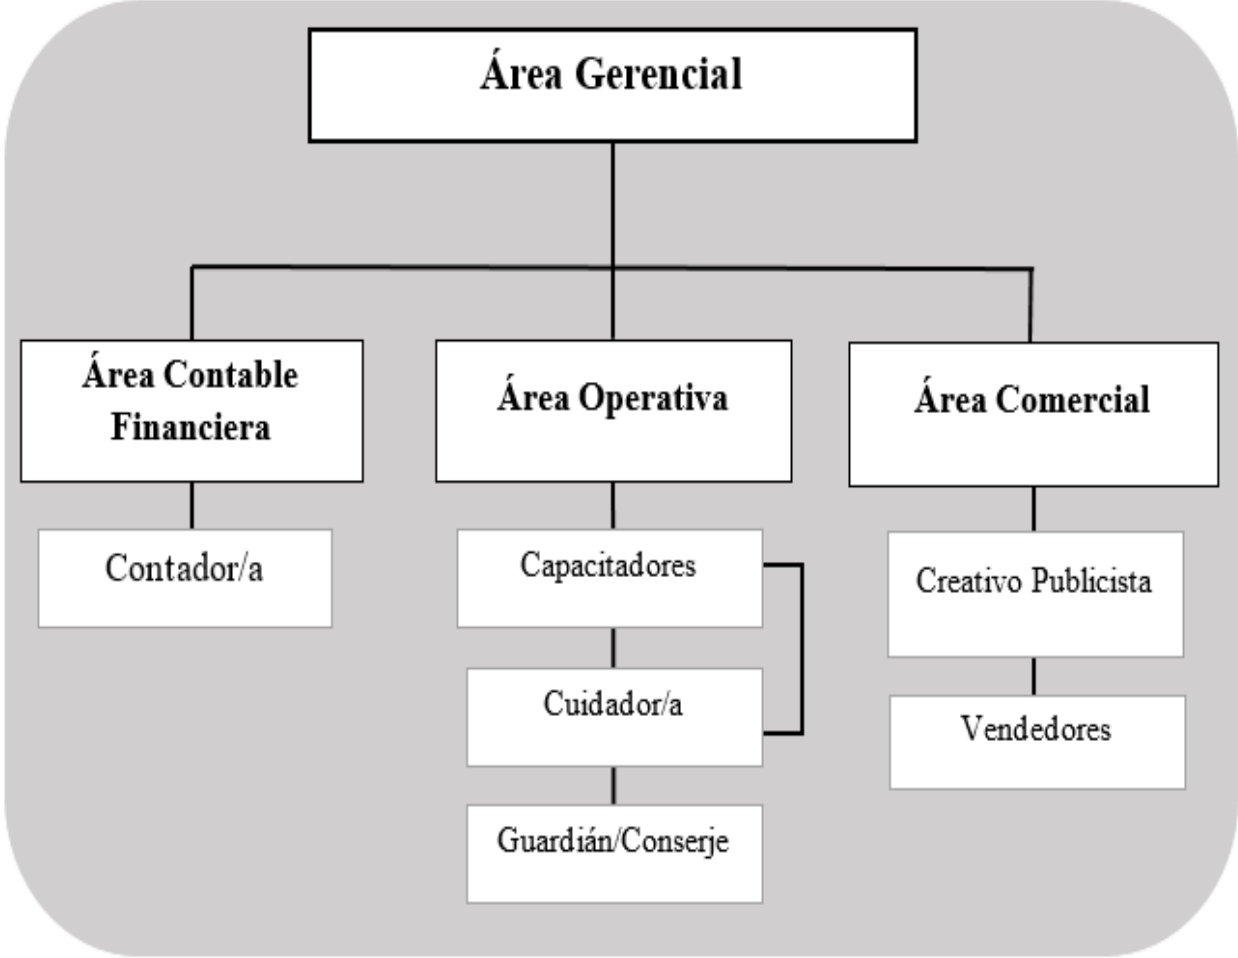 Área Gerencial
Área Contable
Financiera
Área Operativa
Área Comercial
Contador/a
Capacitadores
Creativo Publicista
Cuidador/a
Vendedores
Guardián/Conserje